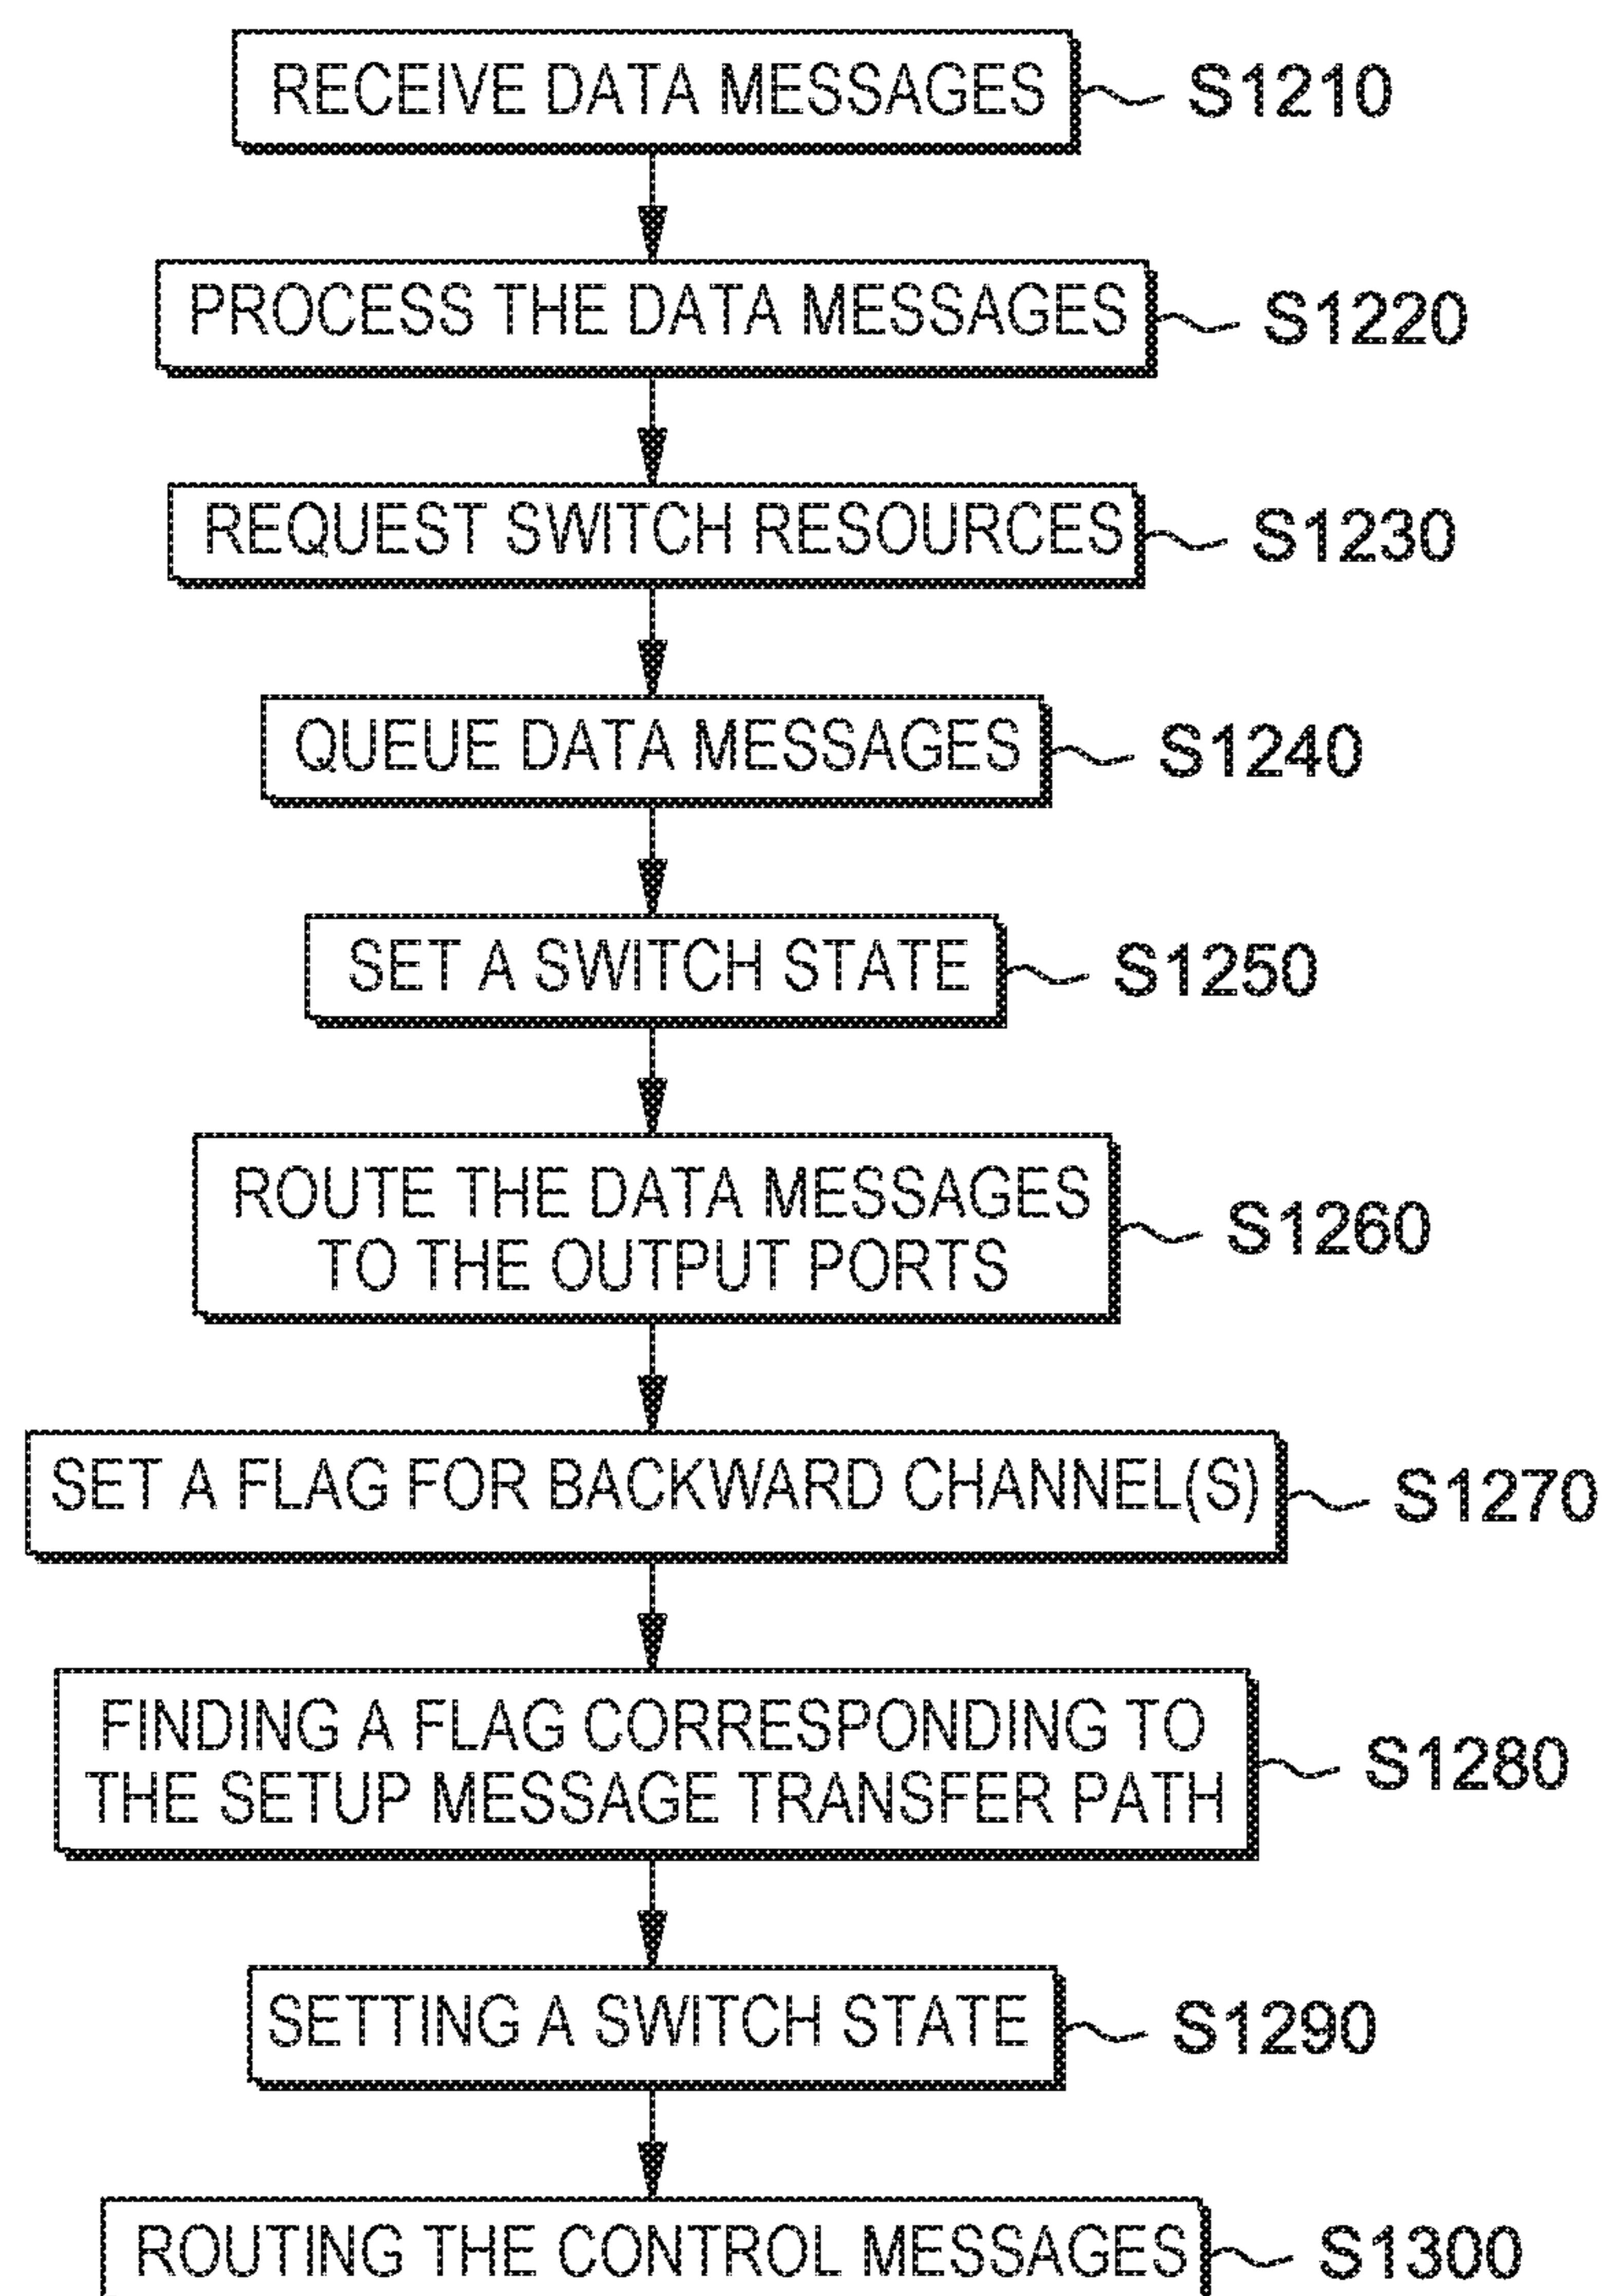 RECEIVE DATA MESSAGES S1210
PROCESS THE DATA MESSAGES S1220
REQUEST SWITCH RESOURCES S1230
QUEUE DATA MESSAGES S1240
SET A SWITCH STATE S1250
ROUTE THE DATA MESSAGES
TO THE OUTPUT PORTS
S1260
SET A FLAG FOR BACKWARD CHANNEL(S) S1270
FINDING A FLAG CORRESPONDING TO
THE SETUP MESSAGE TRANSFER PATH
S1280
SETTING A SWITCH STATE S1290
ROUTING THE CONTROL MESSAGES S1300